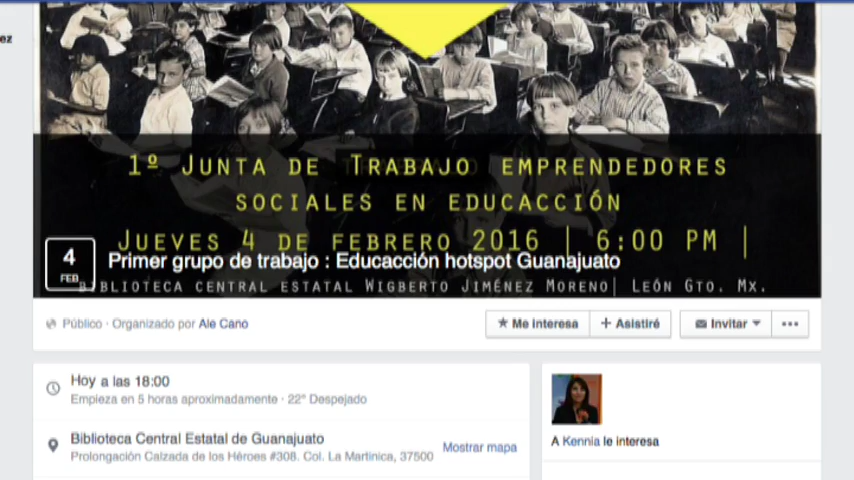 ez
1º Junta de Trabajo emprendedores
sociales en educacción
Jueves 4 de febrero 2016 | 6:00 PM |
4
FEB
Primer grupo de trabajo : Educacción hotspot Guanajuato
Biblioteca central estatal Wigberto Jiménez Moreno| León Gto. Mx.
Público · Organizado por Ale Cano
★ Me interesa
+ Asistiré
Invitar
Hoy a las 18:00
Empieza en 5 horas aproximadamente · 22° Despejado
Biblioteca Central Estatal de Guanajuato
Prolongación Calzada de los Héroes #308. Col. La Martinica, 37500
Mostrar mapa
A Kennia le interesa